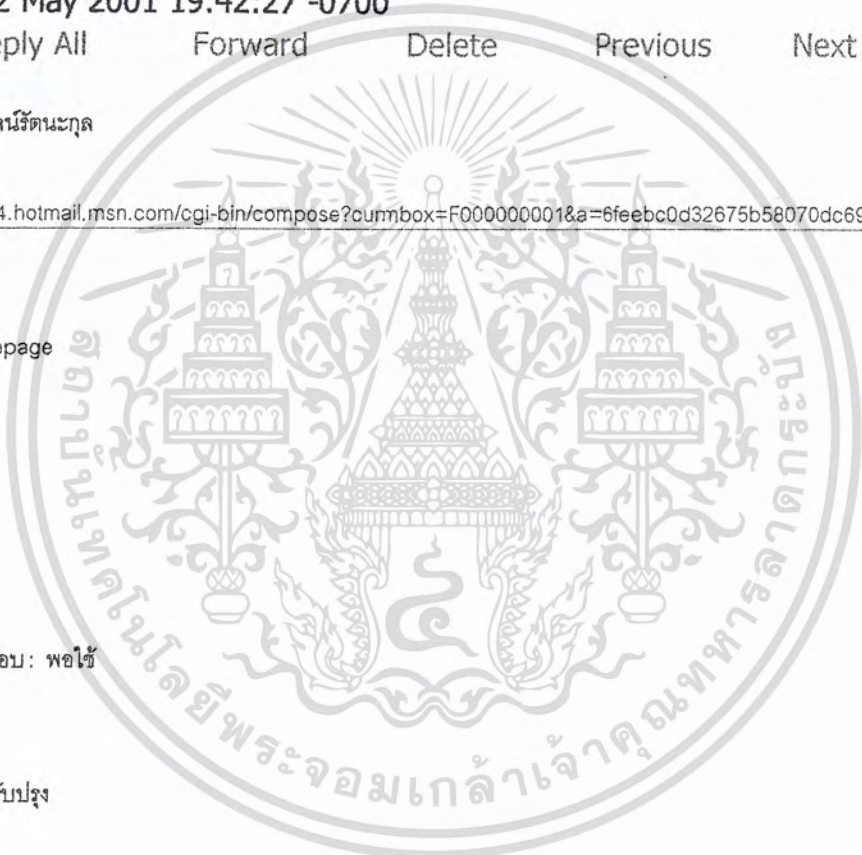 2 May 2001 19:42:27 -0700
eply All Forward Delete Previous Next
ลน์รัตนะกุล
4.hotmail.msn.com/cgi-bin/compose?curmbox=F000000001&a=6feebc0d32675b58070dc69
epage
อบ: พอใช้
ับปรุง
สถาบันเทคโนโลยีพระจอมเกล้าเจ้าคุณทหารลาดกระบัง